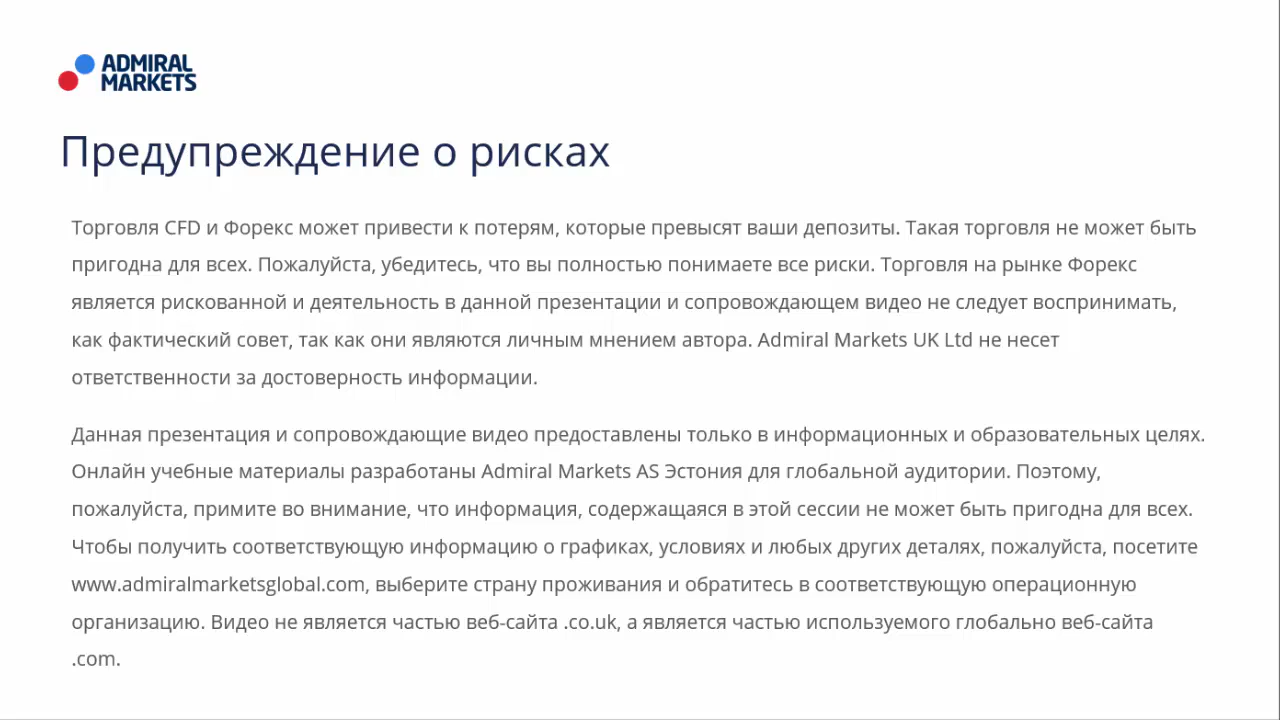 ADMIRAL
MARKETS
Предупреждение о рисках
Торговля CFD и Форекс может привести к потерям, которые превысят ваши депозиты. Такая торговля не может быть
пригодна для всех. Пожалуйста, убедитесь, что вы полностью понимаете все риски. Торговля на рынке Форекс
является рискованной и деятельность в данной презентации и сопровождающем видео не следует воспринимать,
как фактический совет, так как они являются личным мнением автора. Admiral Markets UK Ltd не несет
ответственности за достоверность информации.
Данная презентация и сопровождающие видео предоставлены только в информационных и образовательных целях.
Онлайн учебные материалы разработаны Admiral Markets AS Эстония для глобальной аудитории. Поэтому,
пожалуйста, примите во внимание, что информация, содержащаяся в этой сессии не может быть пригодна для всех.
Чтобы получить соответствующую информацию о графиках, условиях и любых других деталях, пожалуйста, посетите
www.admiralmarketsglobal.com, выберите страну проживания и обратитесь в соответствующую операционную
организацию. Видео не является частью веб-сайта .co.uk, а является частью используемого глобально веб-сайта
.com.